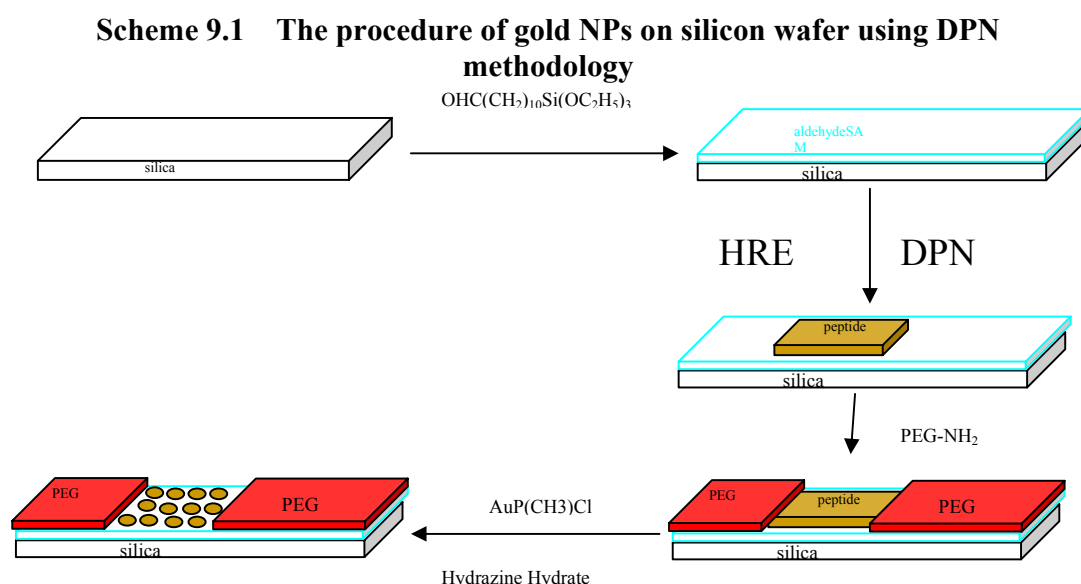 Scheme 9.1 The procedure of gold NPs on silicon wafer using DPN
methodology
OHC(CH₂)₁₀Si(OC₂H₅)₃
silica
aldehydeSA
M
silica
HRE DPN
peptide
silica
PEG-NH₂
PEG
peptide
PEG
silica
AuP(CH3)Cl
Hydrazine Hydrate
PEG
PEG
silica